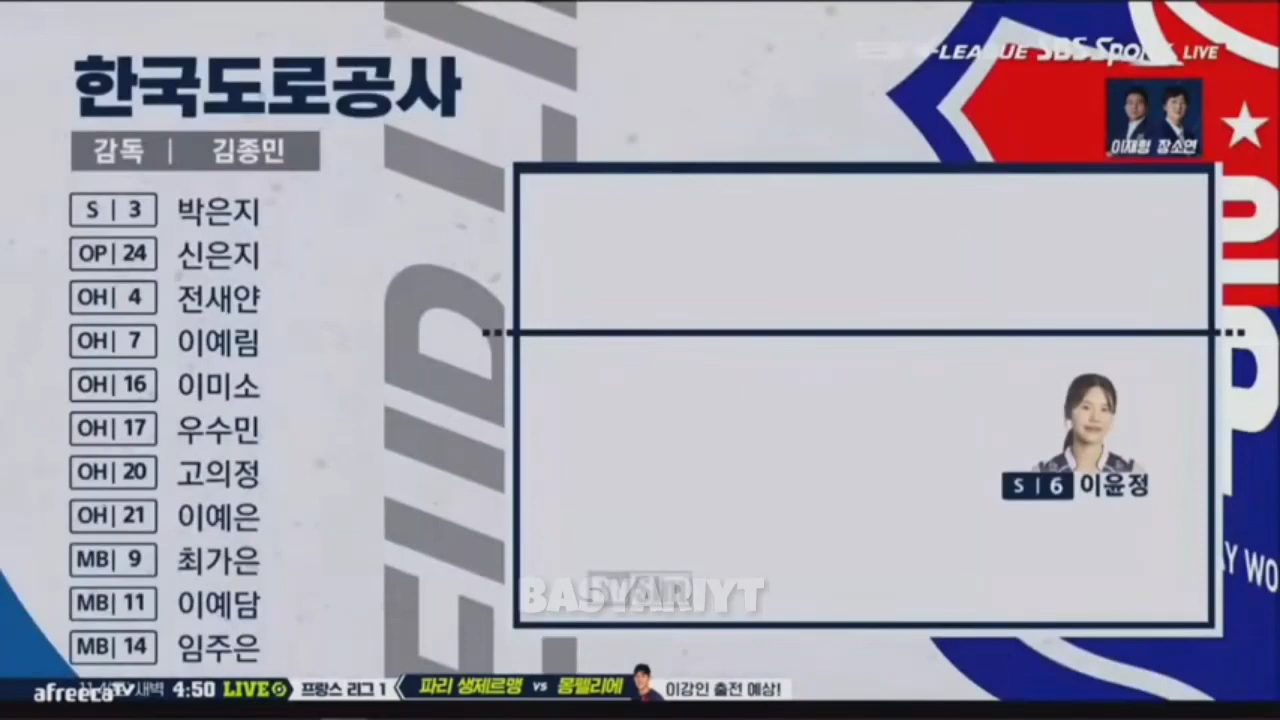 한국도로공사
-LEAGUE SBS Sports LIVE
감독 | 김종민
이재형 장소연
S | 3 박은지
OP | 24 신은지
OH | 4 전새얀
OH | 7 이예림
OH | 16 이미소
OH | 17 우수민
OH | 20 고의정
OH | 21 이예은
MB | 9 최가은
MB | 11 이예담
MB | 14 임주은
S | 6 이윤정
BASYARIYT
afreecaTV 새벽 4:50 LIVE 프랑스 리그 1 파리 생제르맹 vs 몽펠리에 이강인 출전 예상!